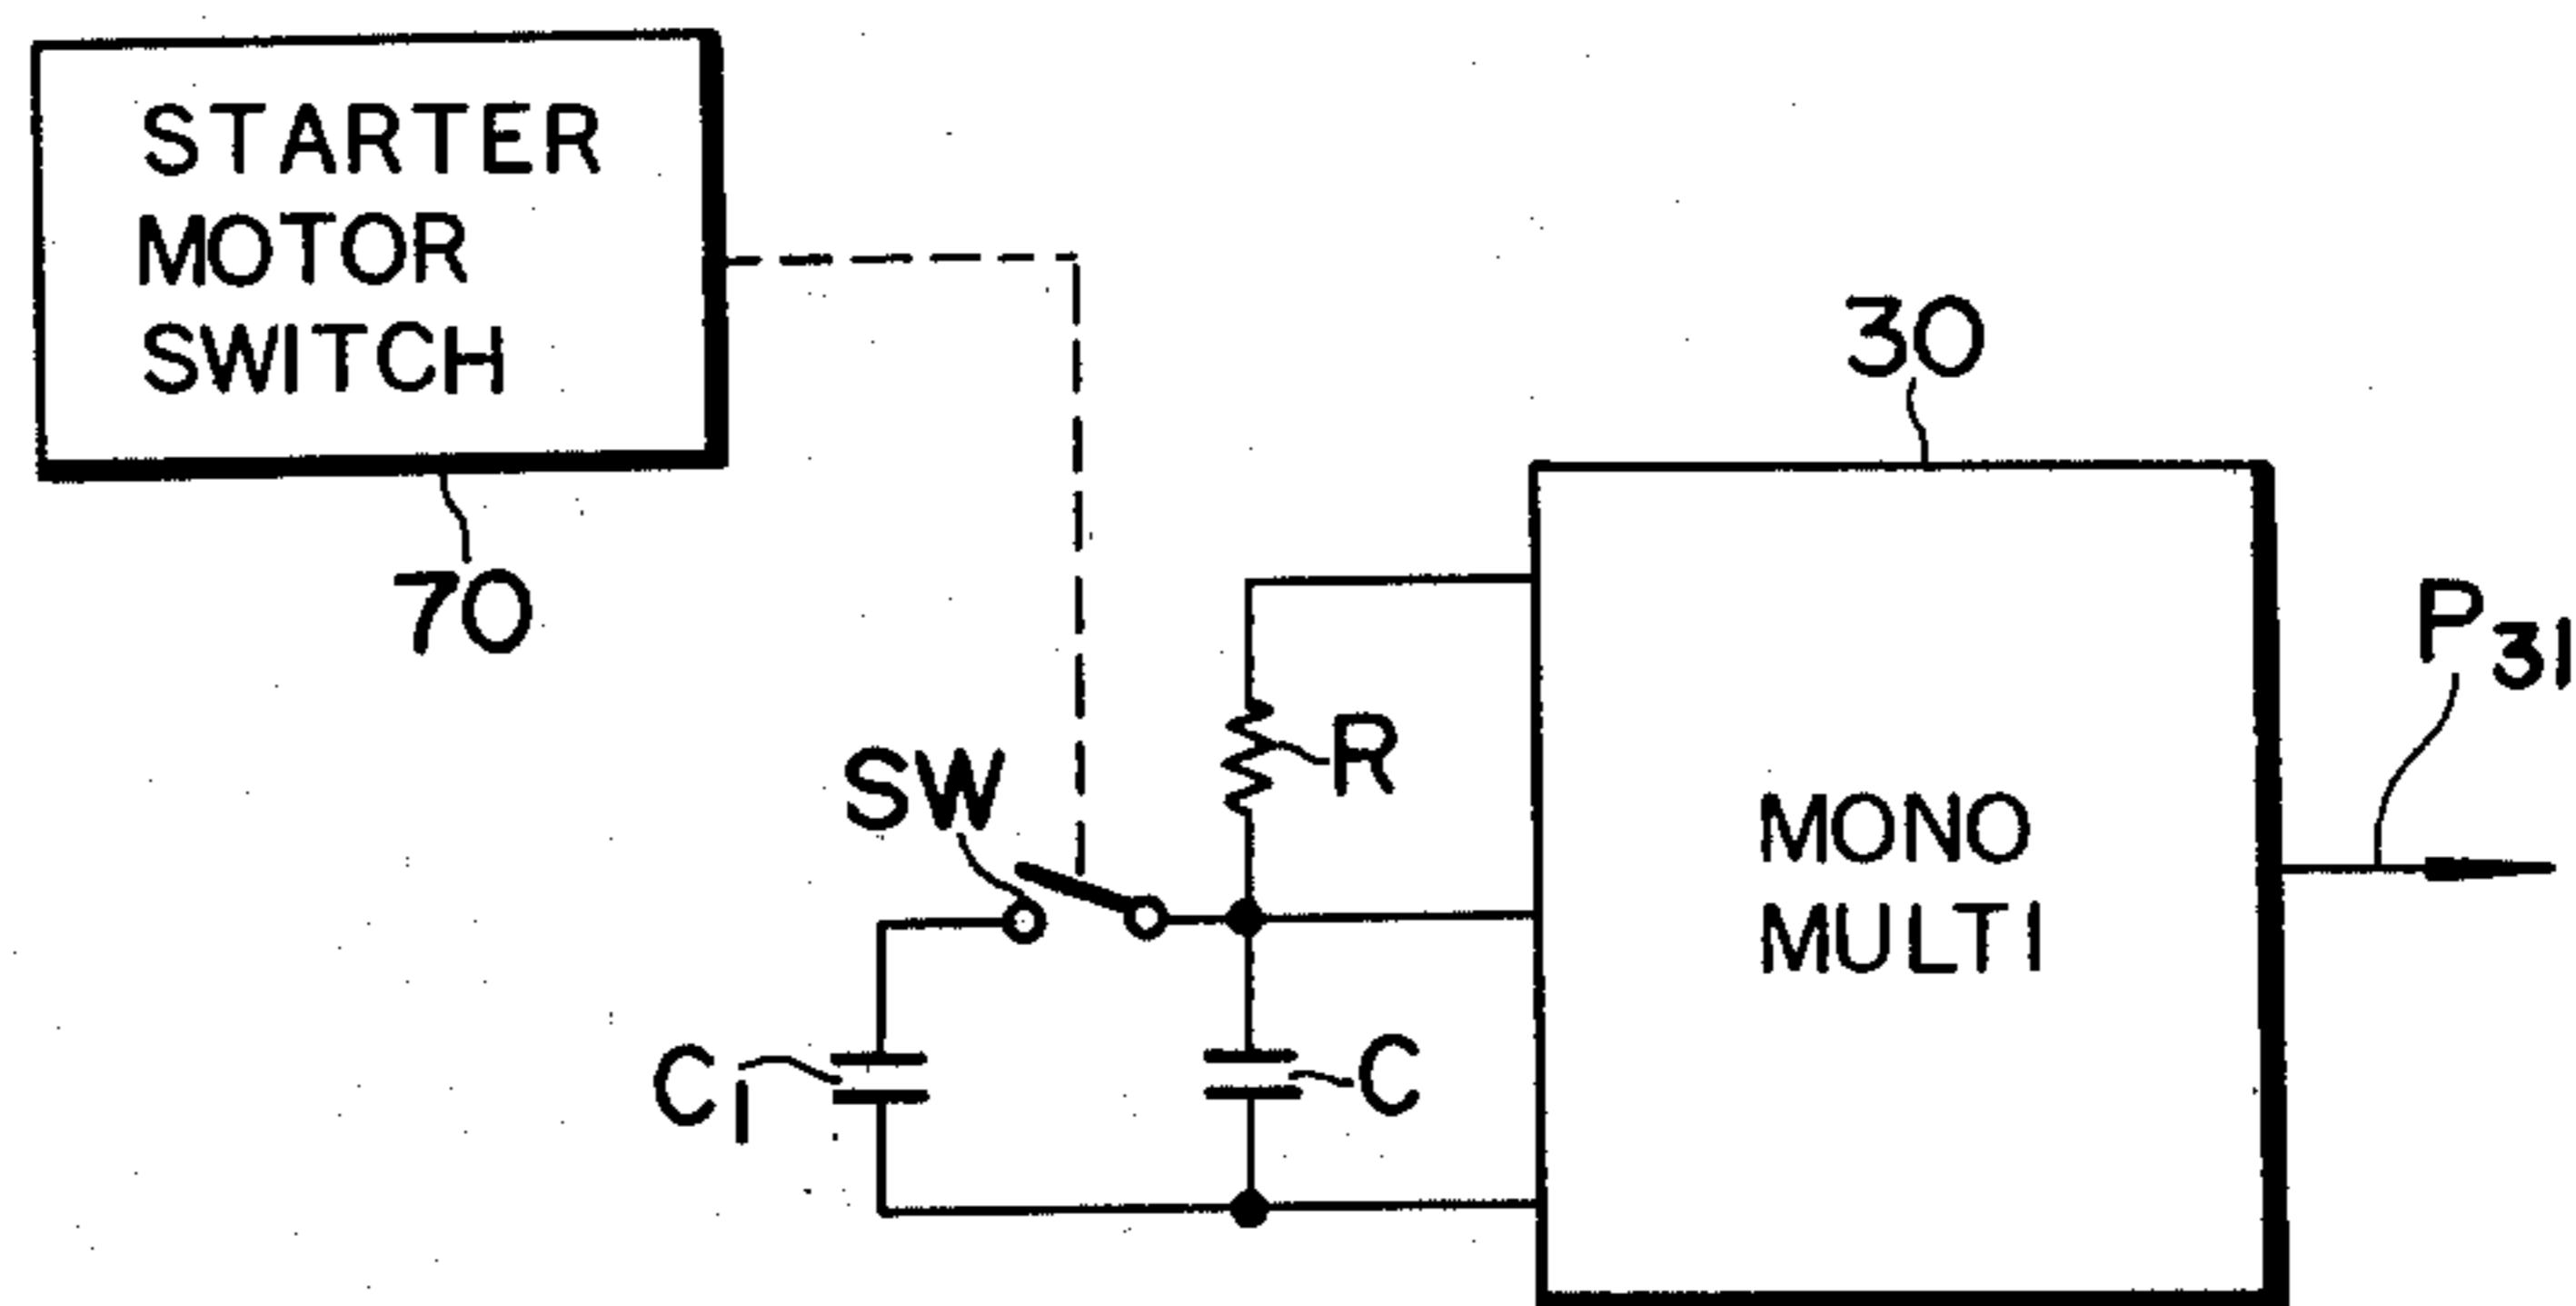 STARTER
MOTOR
SWITCH
70
30
P31
R
SW
MONO
MULTI
C1
C